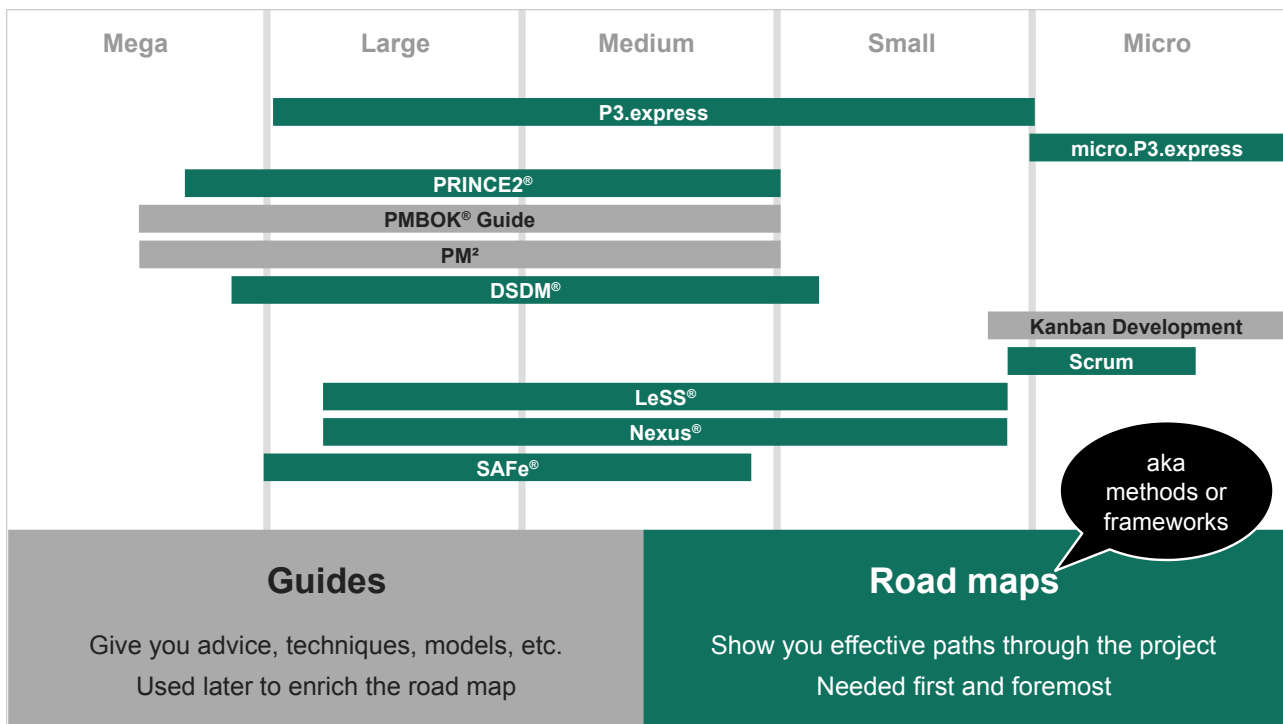 Mega Large Medium Small Micro
P3.express
micro.P3.express
PRINCE2®
PMBOK® Guide
PM²
DSDM®
Kanban Development
Scrum
LeSS®
Nexus®
SAFe®
aka
methods or
frameworks
Guides
Give you advice, techniques, models, etc.
Used later to enrich the road map
Road maps
Show you effective paths through the project
Needed first and foremost